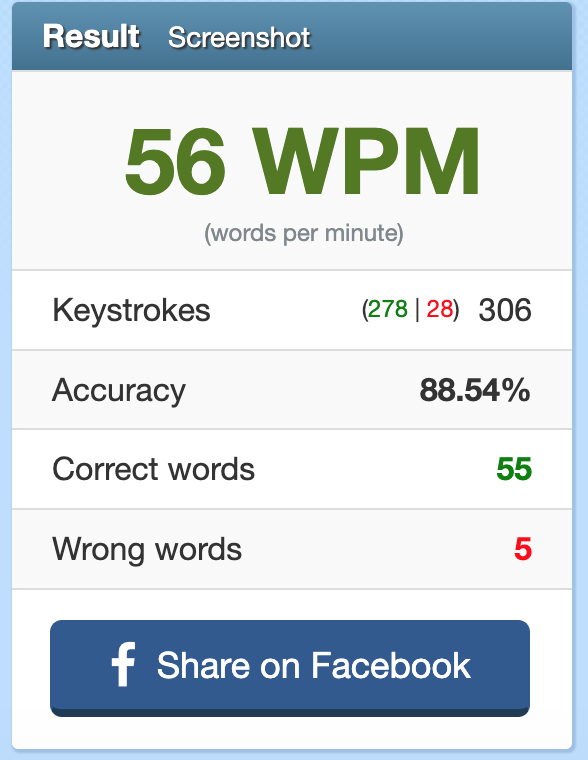 Result Screenshot
56 WPM
(words per minute)
Keystrokes (278 | 28) 306
Accuracy 88.54%
Correct words 55
Wrong words 5
Share on Facebook